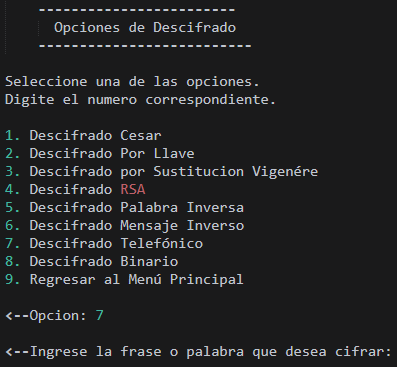 -------------------------
Opciones de Descifrado
---------------------------
Seleccione una de las opciones.
Digite el numero correspondiente.
1. Descifrado Cesar
2. Descifrado Por Llave
3. Descifrado por Sustitucion Vigenére
4. Descifrado RSA
5. Descifrado Palabra Inversa
6. Descifrado Mensaje Inverso
7. Descifrado Telefónico
8. Descifrado Binario
9. Regresar al Menú Principal
<--Opcion: 7
<--Ingrese la frase o palabra que desea cifrar: